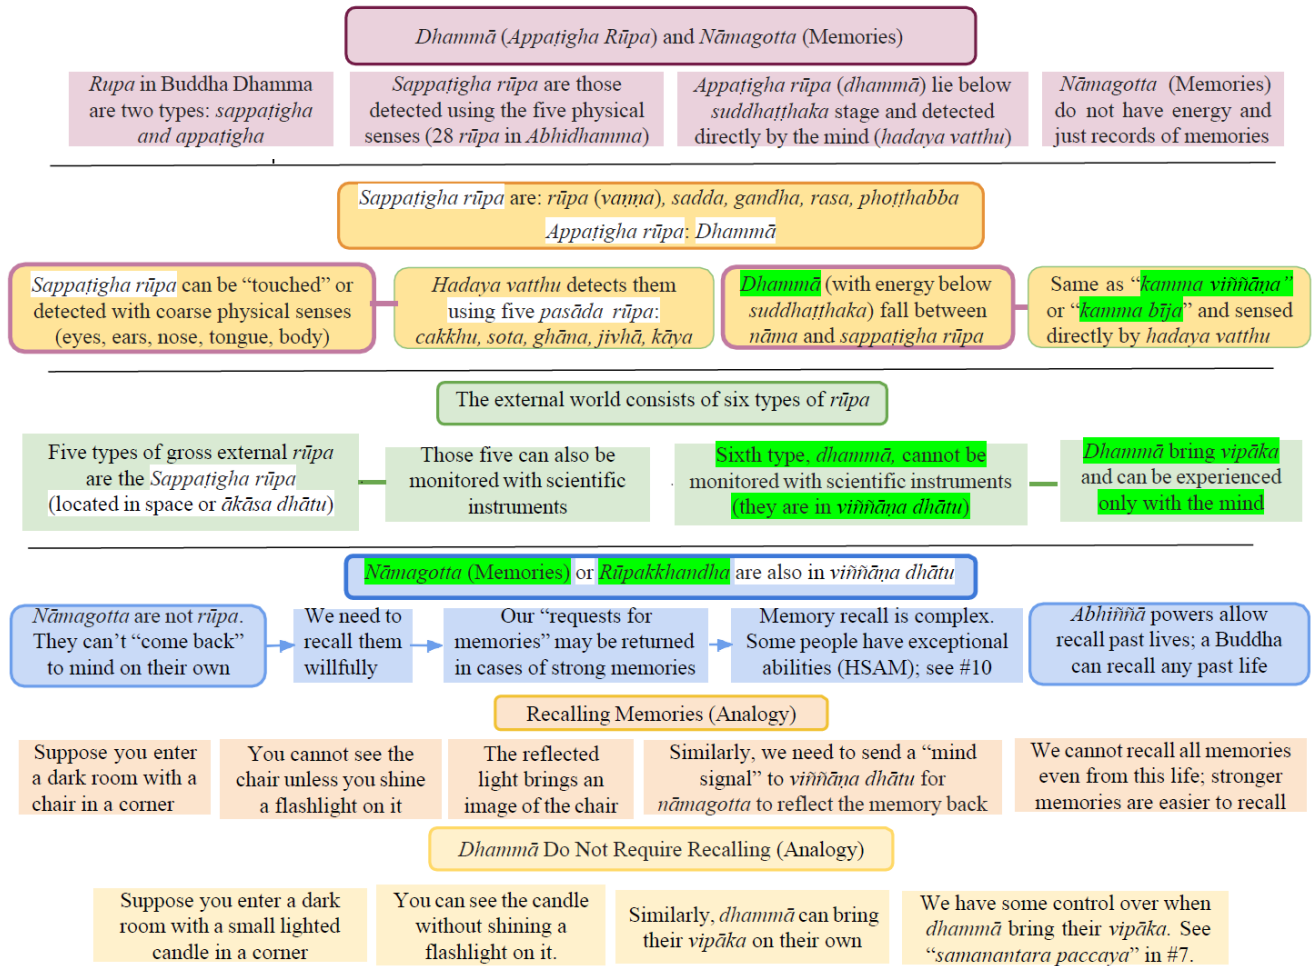 Dhammā (Appaṭigha Rūpa) and Nāmagotta (Memories)
Rupa in Buddha Dhamma
are two types: sappaṭigha
and appaṭigha
Sappaṭigha rūpa are those
detected using the five physical
senses (28 rūpa in Abhidhamma)
Appaṭigha rūpa (dhammā) lie below
suddhaṭṭhaka stage and detected
directly by the mind (hadaya vatthu)
Nāmagotta (Memories)
do not have energy and
just records of memories
Sappaṭigha rūpa are: rūpa (vaṇṇa), sadda, gandha, rasa, phoṭṭhabba
Appaṭigha rūpa: Dhammā
Sappaṭigha rūpa can be “touched” or
detected with coarse physical senses
(eyes, ears, nose, tongue, body)
Hadaya vatthu detects them
using five pasāda rūpa:
cakkhu, sota, ghāna, jivhā, kāya
Dhammā (with energy below
suddhaṭṭhaka) fall between
nāma and sappaṭigha rūpa
Same as “kamma viññāṇa”
or “kamma bīja” and sensed
directly by hadaya vatthu
The external world consists of six types of rūpa
Five types of gross external rūpa
are the Sappaṭigha rūpa
(located in space or ākāsa dhātu)
Those five can also be
monitored with scientific
instruments
Sixth type, dhammā, cannot be
monitored with scientific instruments
(they are in viññāṇa dhātu)
Dhammā bring vipāka
and can be experienced
only with the mind
Nāmagotta (Memories) or Rūpakkhandha are also in viññāna dhātu
Nāmagotta are not rūpa.
They can’t “come back”
to mind on their own
We need to
recall them
willfully
Our “requests for
memories” may be returned
in cases of strong memories
Memory recall is complex.
Some people have exceptional
abilities (HSAM); see #10
Abhiññā powers allow
recall past lives; a Buddha
can recall any past life
Recalling Memories (Analogy)
Suppose you enter
a dark room with a
chair in a corner
You cannot see the
chair unless you shine
a flashlight on it
The reflected
light brings an
image of the chair
Similarly, we need to send a “mind
signal” to viññāṇa dhātu for
nāmagotta to reflect the memory back
We cannot recall all memories
even from this life; stronger
memories are easier to recall
Dhammā Do Not Require Recalling (Analogy)
Suppose you enter a dark
room with a small lighted
candle in a corner
You can see the candle
without shining a
flashlight on it.
Similarly, dhammā can bring
their vipāka on their own
We have some control over when
dhammā bring their vipāka. See
“samanantara paccaya” in #7.